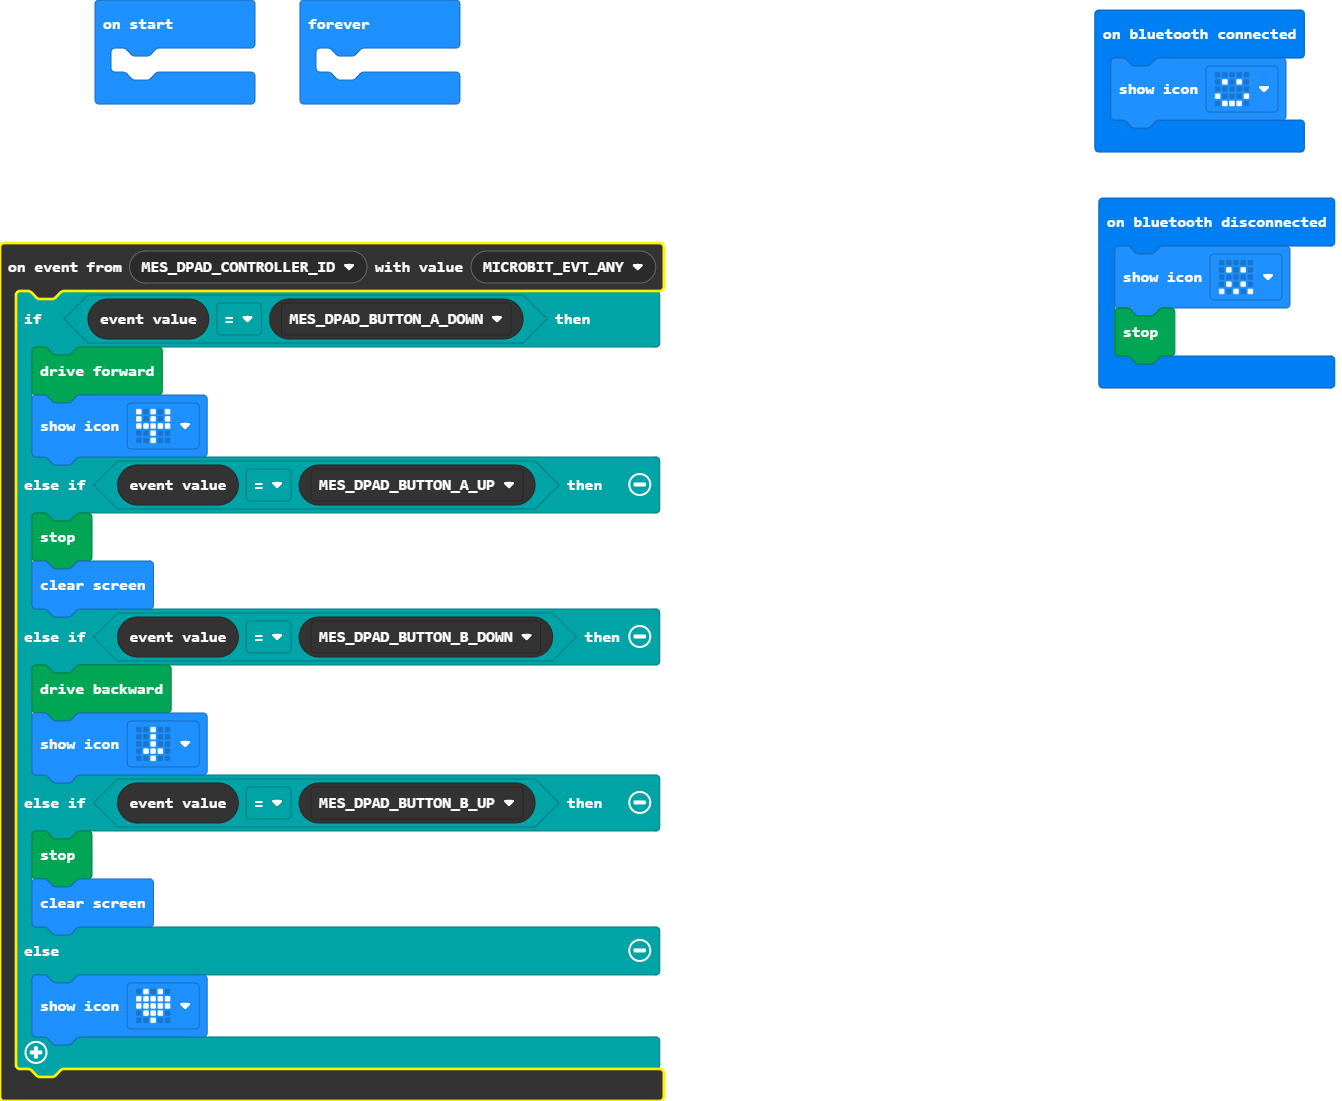 on start
forever
on bluetooth connected
show icon
on bluetooth disconnected
show icon
stop
on event from MES_DPAD_CONTROLLER_ID with value MICROBIT_EVT_ANY
if event value = MES_DPAD_BUTTON_A_DOWN then
drive forward
show icon
else if event value = MES_DPAD_BUTTON_A_UP then
stop
clear screen
else if event value = MES_DPAD_BUTTON_B_DOWN then
drive backward
show icon
else if event value = MES_DPAD_BUTTON_B_UP then
stop
clear screen
else
show icon